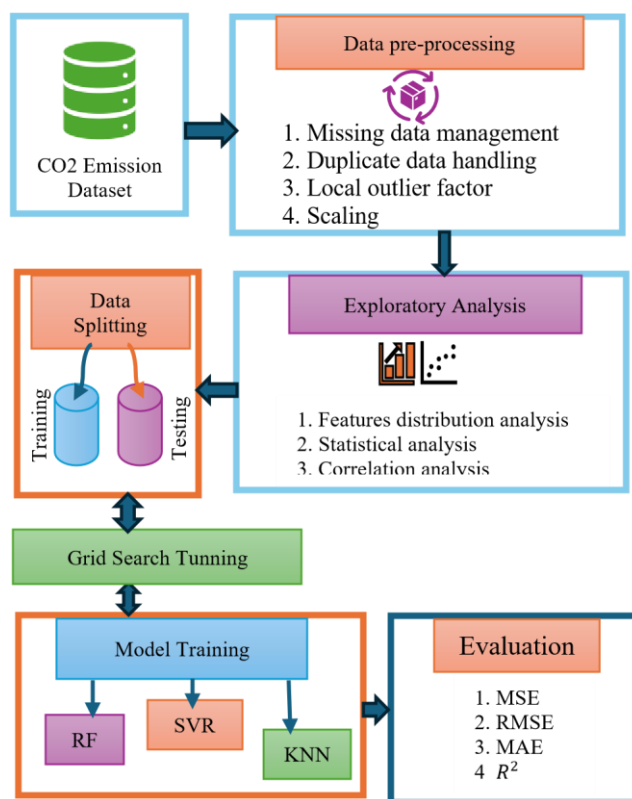 CO2 Emission
Dataset
Data pre-processing
1. Missing data management
2. Duplicate data handling
3. Local outlier factor
4. Scaling
Exploratory Analysis
1. Features distribution analysis
2. Statistical analysis
3. Correlation analysis
Data
Splitting
Training
Testing
Grid Search Tunning
Model Training
RF
SVR
KNN
Evaluation
1. MSE
2. RMSE
3. MAE
4 R²